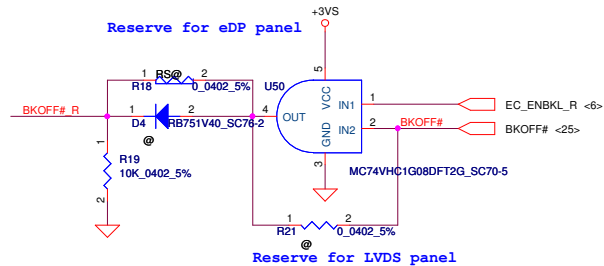 +3VS
Reserve for eDP panel
1 RS@ 2
R18 0_0402_5%
U50
5
VCC
BKOFF#_R
4 OUT
IN1 1 EC_ENBKL_R <6>
1 2
IN2 2 BKOFF# BKOFF# <25>
GND
D4 RB751V40_SC76-2
@
3
1
R19
10K_0402_5%
2
MC74VHC1G08DFT2G_SC70-5
1 2
R21 0_0402_5%
@
Reserve for LVDS panel